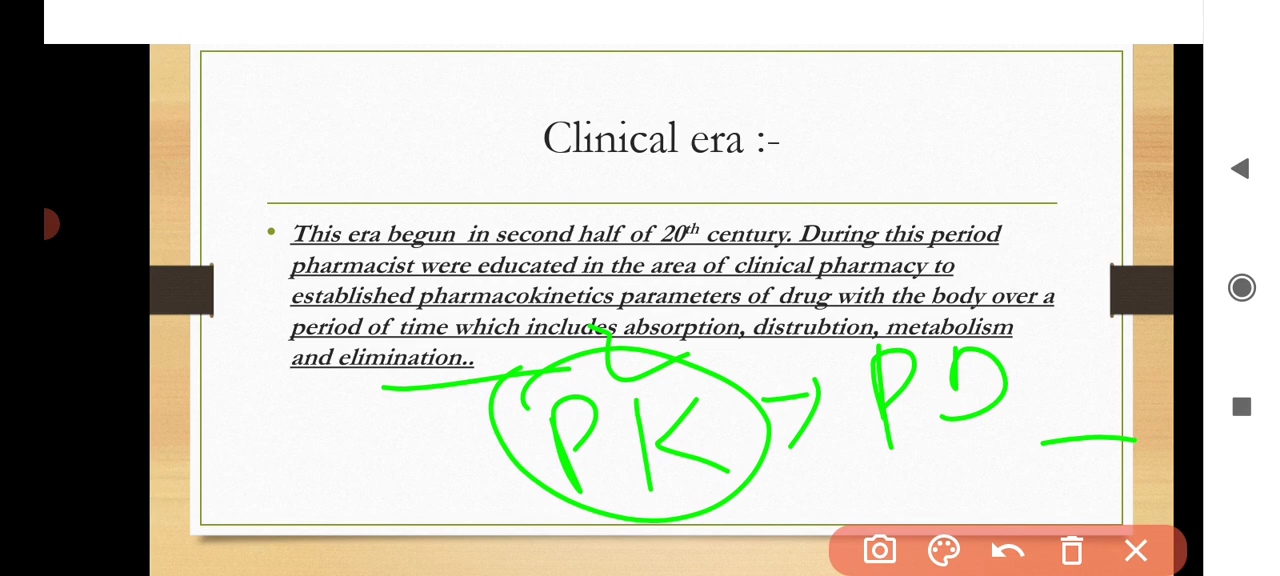 Clinical era :-
• This era begun in second half of 20th century. During this period
pharmacist were educated in the area of clinical pharmacy to
established pharmacokinetics parameters of drug with the body over a
period of time which includes absorption, distrubtion, metabolism
and elimination..
PK PD